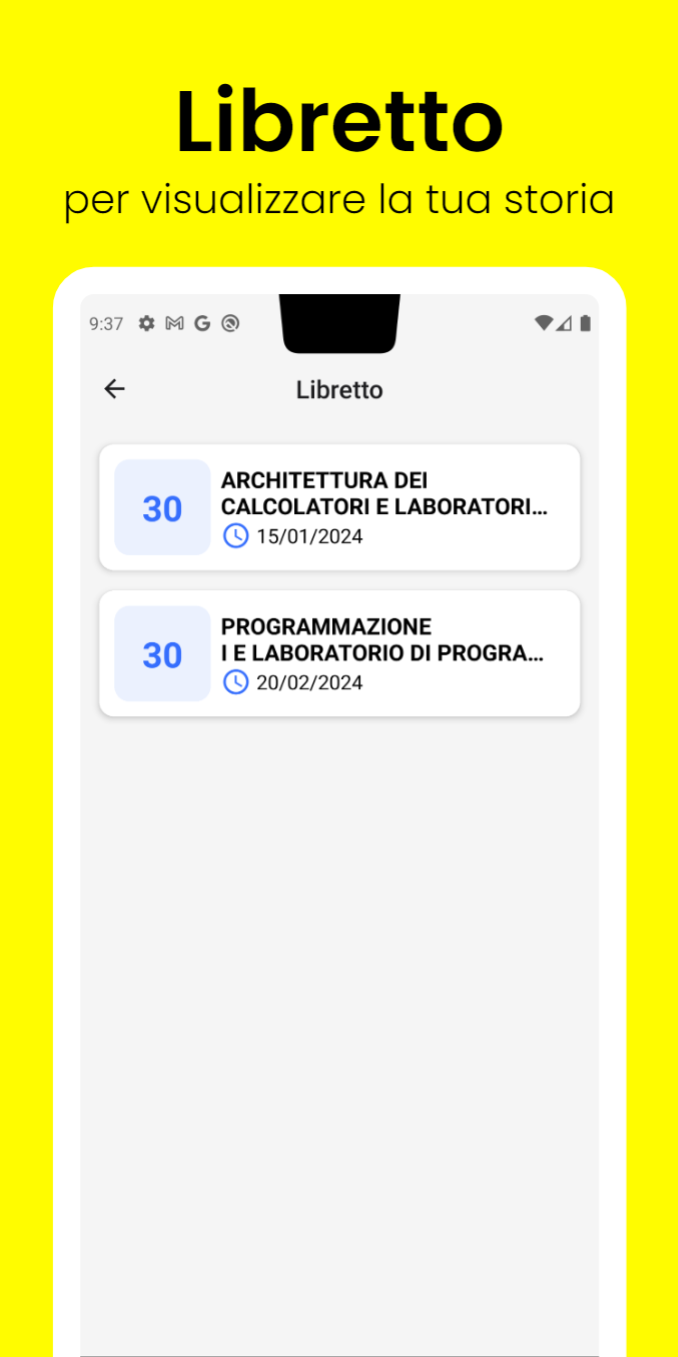 Libretto
per visualizzare la tua storia
9:37
Libretto
30
ARCHITETTURA DEI
CALCOLATORI E LABORATORI...
15/01/2024
30
PROGRAMMAZIONE
I E LABORATORIO DI PROGRA...
20/02/2024